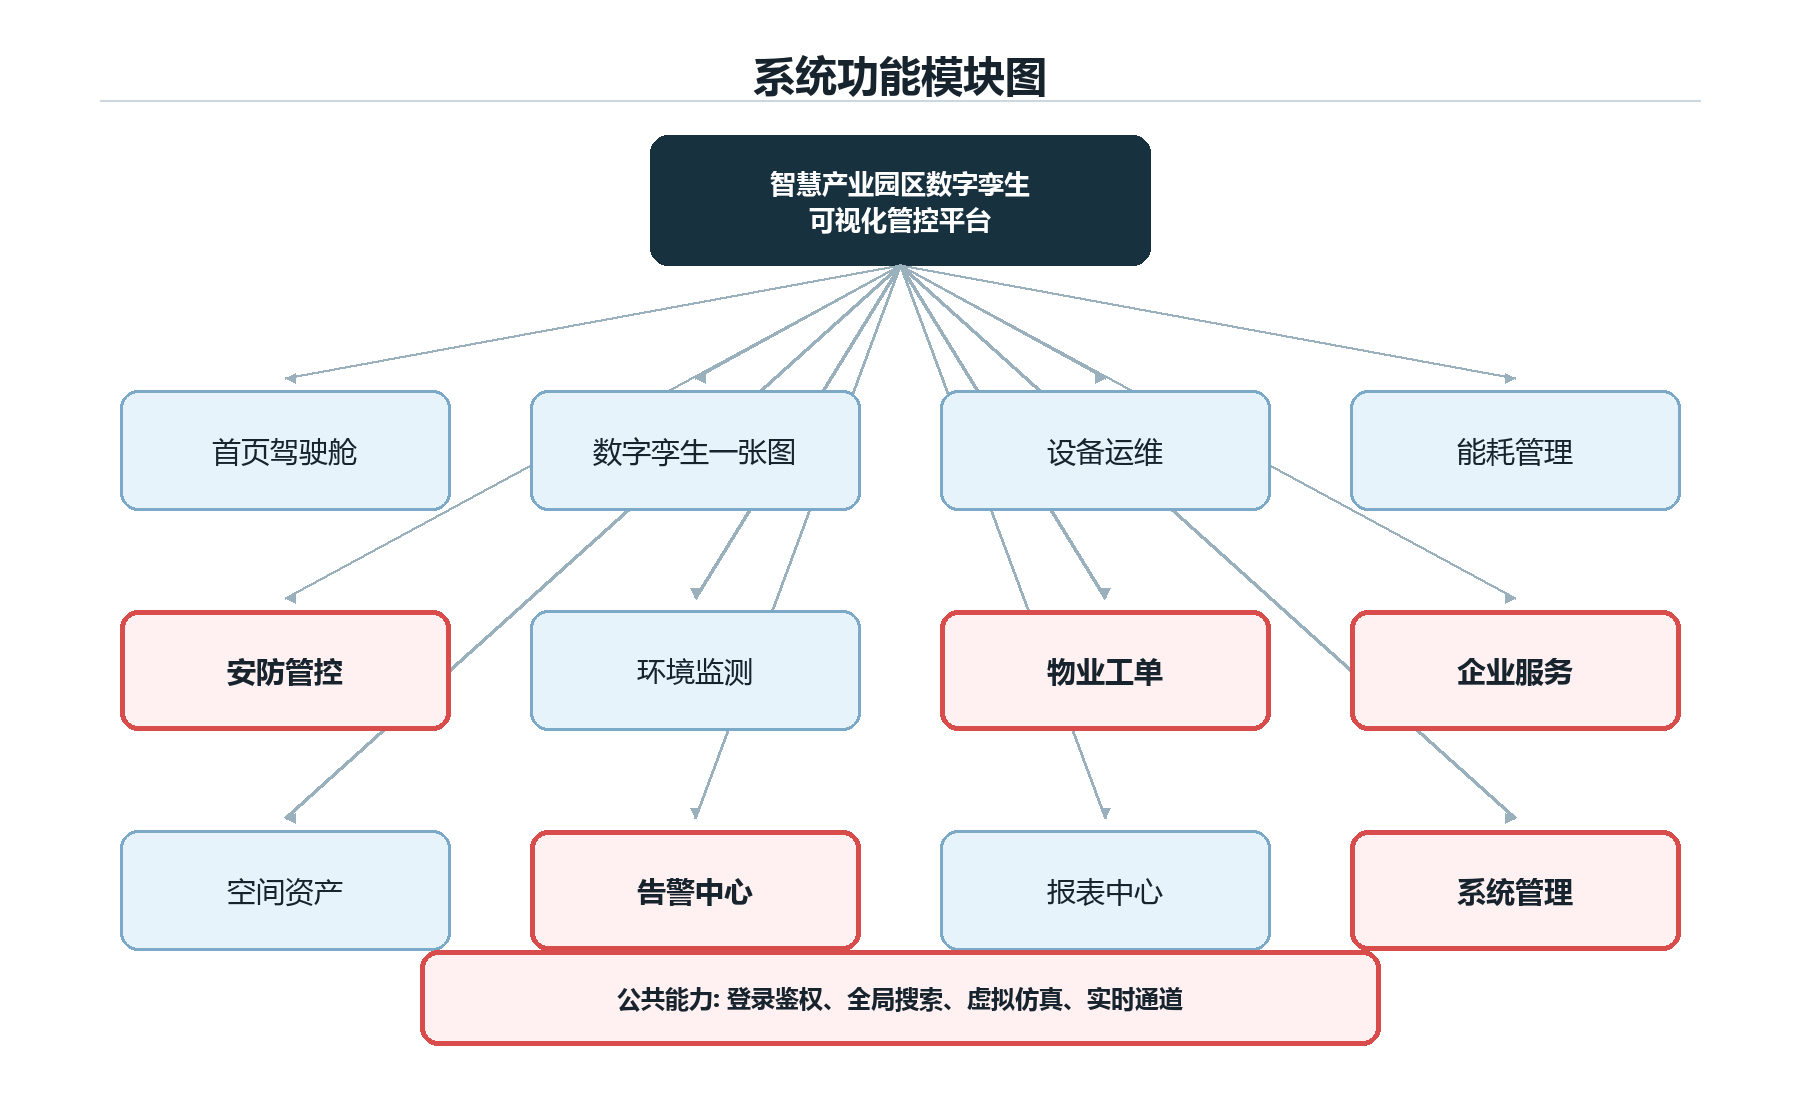 系统功能模块图
智慧产业园区数字孪生
可视化管控平台
首页驾驶舱
数字孪生一张图
设备运维
能耗管理
安防管控
环境监测
物业工单
企业服务
空间资产
告警中心
报表中心
系统管理
公共能力: 登录鉴权、全局搜索、虚拟仿真、实时通道